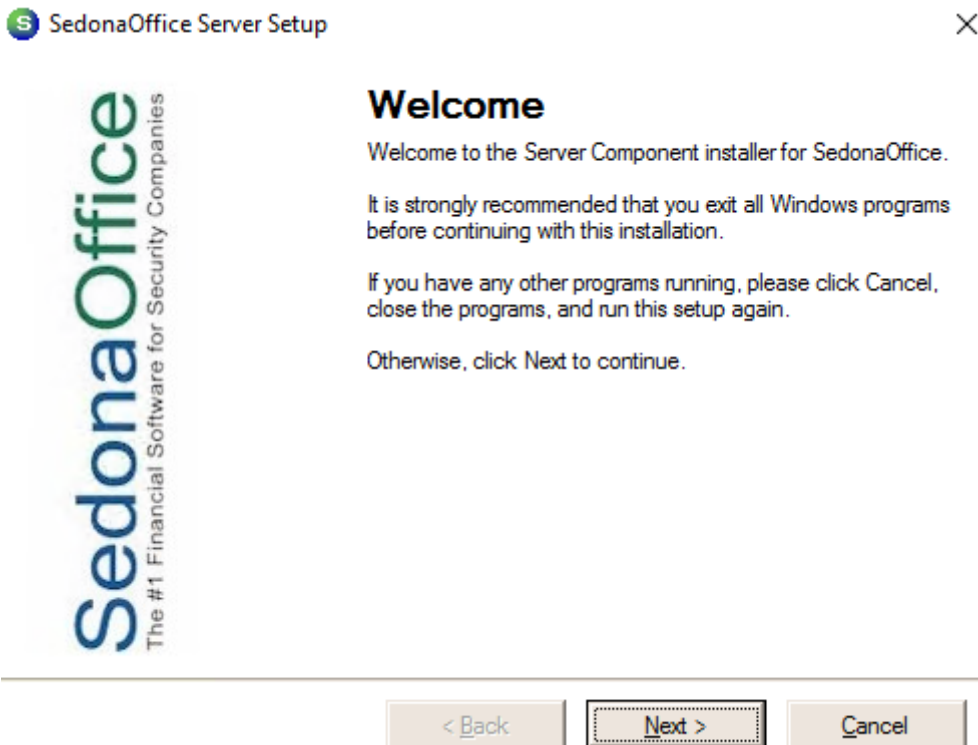 SedonaOffice Server Setup
SedonaOffice
The #1 Financial Software for Security Companies
Welcome
Welcome to the Server Component installer for SedonaOffice.
It is strongly recommended that you exit all Windows programs
before continuing with this installation.
If you have any other programs running, please click Cancel,
close the programs, and run this setup again.
Otherwise, click Next to continue.
< Back
Next >
Cancel